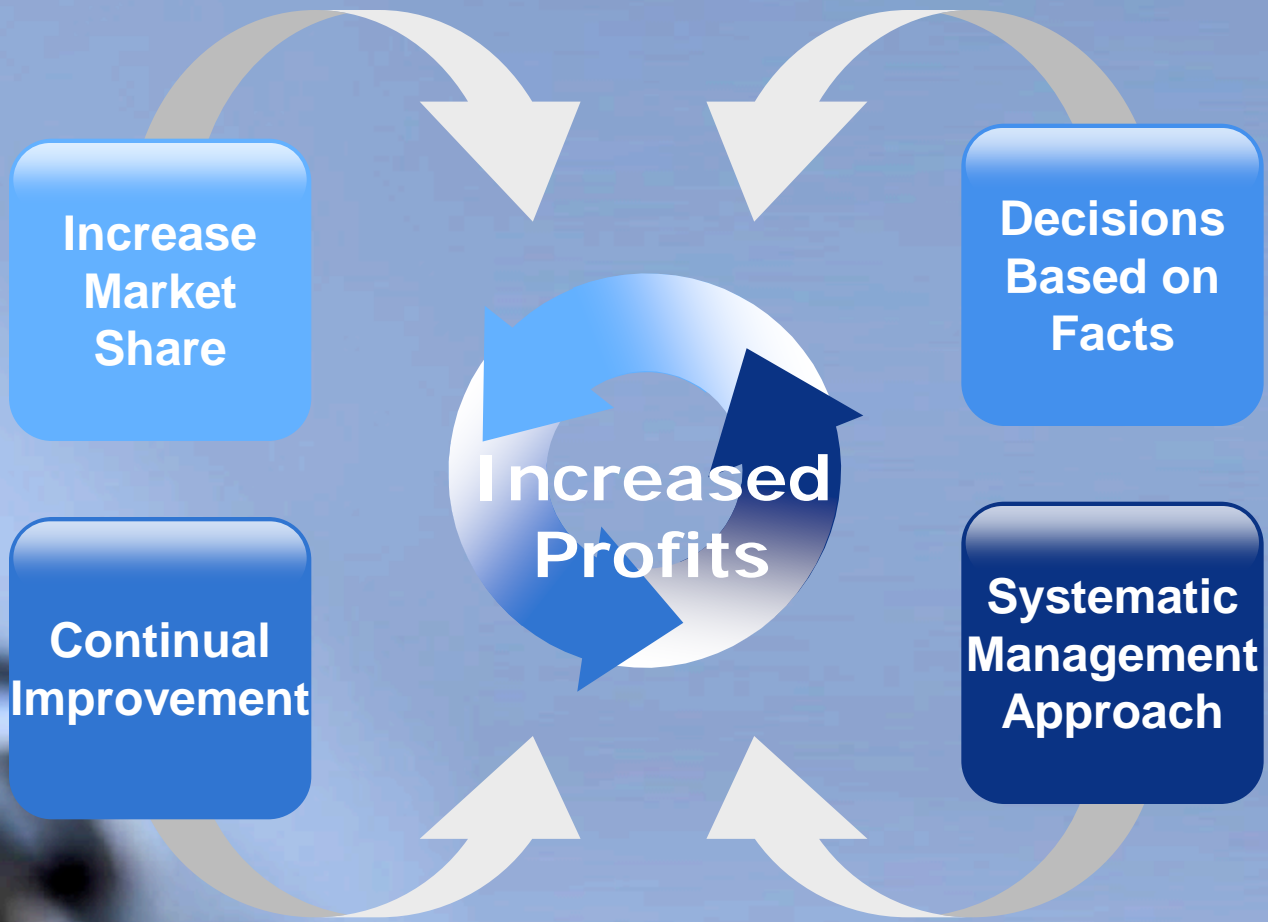 Increase
Market
Share
Decisions
Based on
Facts
Increased
Profits
Continual
Improvement
Systematic
Management
Approach